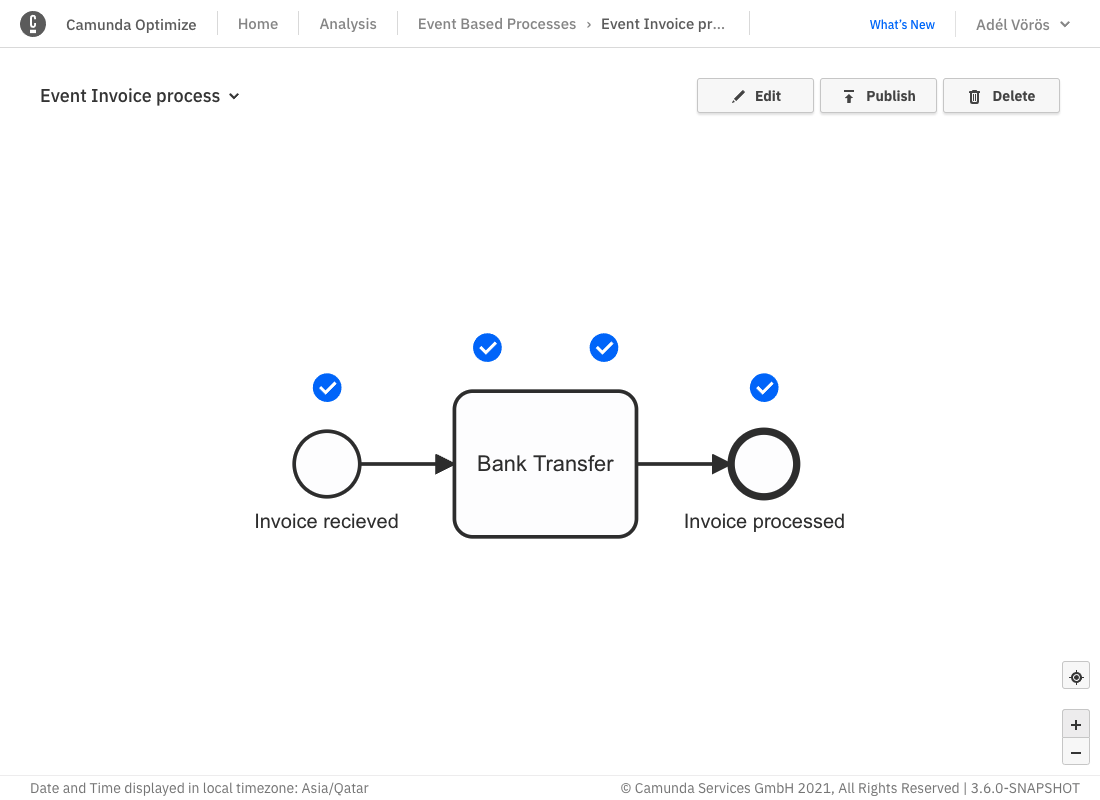 C Camunda Optimize Home Analysis Event Based Processes › Event Invoice pr... What's New Adél Vörös
Event Invoice process Edit Publish Delete
Bank Transfer
Invoice recieved Invoice processed
Date and Time displayed in local timezone: Asia/Qatar © Camunda Services GmbH 2021, All Rights Reserved | 3.6.0-SNAPSHOT